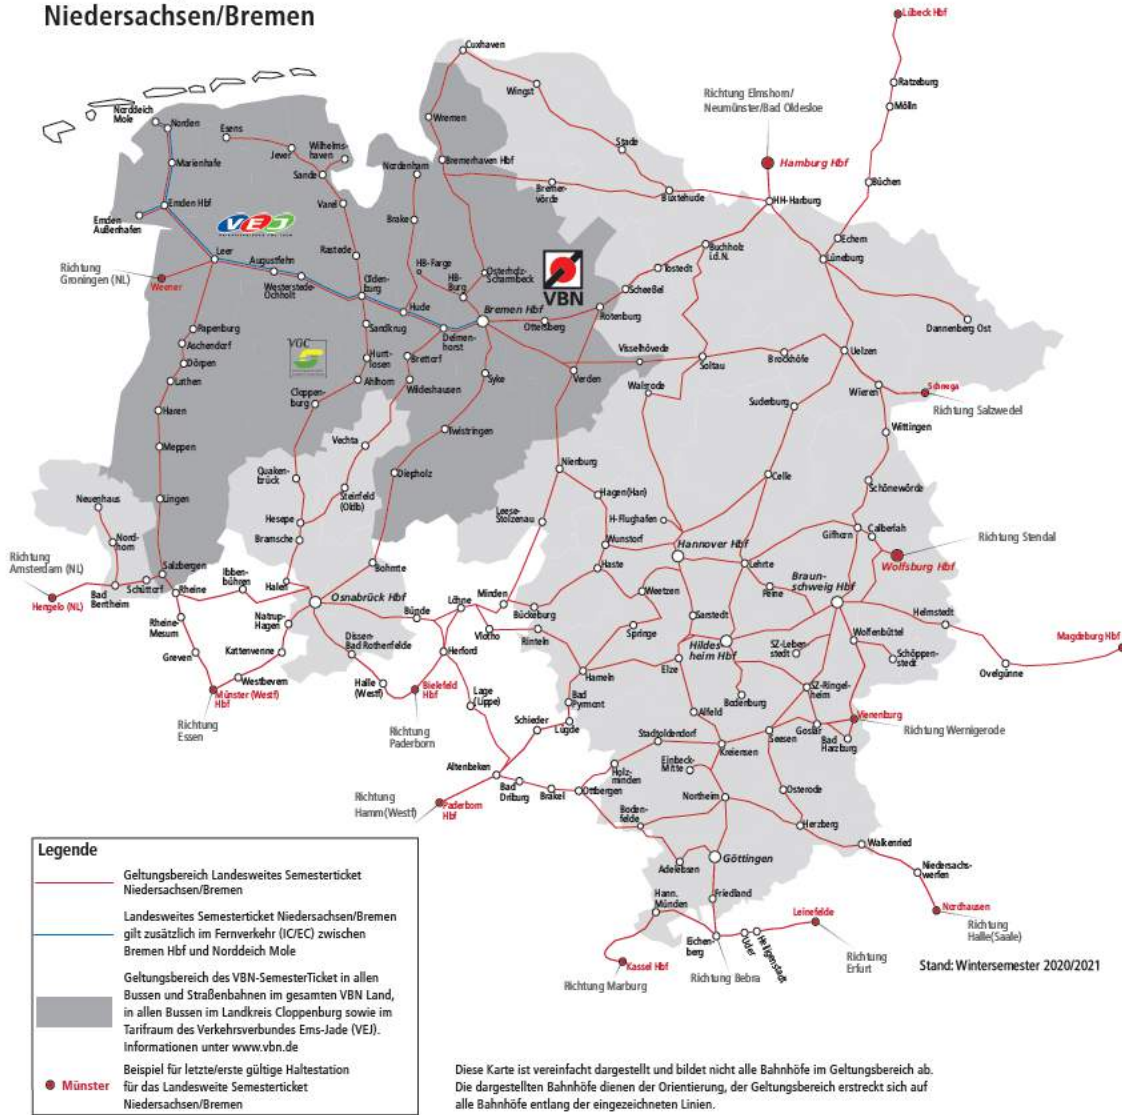 Niedersachsen/Bremen
Lübeck Hbf
Cuxhaven
Ratzeburg
Wingst
Richtung Elmshorn/
Neumünster/Bad Oldesloe
Mölln
Norddeich
Mole
Norden
Esens
Wremen
Stade
Jever
Wilhelms-
haven
Marienhafe
Nordenham
Bremerhaven Hbf
Hamburg Hbf
Sande
Bremer-
vörde
Buxtehude
Büchen
Emden Hbf
Varel
HH-Harburg
Emden
Außenhafen
VEJ
Brake
Echem
Buchholz
i.d.N.
Leer
Rastede
Lüneburg
Augustfehn
HB-Farge
Osterholz-
Scharmbeck
Tostedt
Richtung
Groningen (NL)
Weener
Westerstede-
Ochholt
HB-
Burg
VBN
Scheeßel
Olden-
burg
Hude
Bremen Hbf
Rotenburg
Dannenberg Ost
Papenburg
Sandkrug
Delmen-
horst
Ottersberg
Aschendorf
VGC
Hunt-
losen
Brettorf
Visselhövede
Brockhöfe
Uelzen
Dörpen
Soltau
Lathen
Ahlhorn
Wildeshausen
Syke
Verden
Walsrode
Cloppen-
burg
Wieren
Schnega
Suderburg
Richtung Salzwedel
Haren
Twistringen
Wittingen
Meppen
Vechta
Nienburg
Quaken-
brück
Diepholz
Celle
Schönewörde
Neuenhaus
Lingen
Steinfeld
(Oldb)
Hagen(Han)
Leese-
Stolzenau
H-Flughafen
Hesepe
Calberlah
Gifhorn
Nord-
horn
Bramsche
Wunstorf
Hannover Hbf
Richtung Stendal
Richtung
Amsterdam (NL)
Bohmte
Lehrte
Wolfsburg Hbf
Salzbergen
Haste
Braun-
schweig Hbf
Hengelo (NL)
Bad
Bentheim
Schüttorf
Rheine
Ibben-
bühren
Halen
Weetzen
Peine
Osnabrück Hbf
Bünde
Löhne
Minden
Bückeburg
Sarstedt
Helmstedt
Rheine-
Mesum
Natrup-
Hagen
Vlotho
Rinteln
Springe
Wolfenbüttel
Magdeburg Hbf
Greven
Kattenvenne
Dissen-
Bad Rothenfelde
Herford
Hildes
heim Hbf
SZ-Leben
stedt
Schöppen-
stedt
Ovelgünne
Westbevern
Hameln
Elze
Münster (Westf)
Hbf
Halle
(Westf)
Bielefeld
Hbf
Lage
(Lippe)
SZ-Ringel-
heim
Bad
Pyrmont
Bodenburg
Richtung
Essen
Schieder
Lügde
Alfeld
Vienenburg
Richtung
Paderborn
Goslar
Bad
Harzburg
Richtung Wernigerode
Stadtoldendorf
Kreiensen
Seesen
Altenbeken
Holz-
minden
Einbeck-
Mitte
Richtung
Hamm(Westf)
Paderborn
Hbf
Bad
Driburg
Brakel
Ottbergen
Northeim
Osterode
Boden-
felde
Herzberg
Walkenried
Legende
Geltungsbereich Landesweites Semesterticket
Niedersachsen/Bremen
Landesweites Semesterticket Niedersachsen/Bremen
gilt zusätzlich im Fernverkehr (IC/EC) zwischen
Bremen Hbf und Norddeich Mole
Geltungsbereich des VBN-SemesterTicket in allen
Bussen und Straßenbahnen im gesamten VBN Land,
in allen Bussen im Landkreis Cloppenburg sowie im
Tarifraum des Verkehrsverbundes Ems-Jade (VEJ).
Informationen unter www.vbn.de
Münster
Beispiel für letzte/erste gültige Haltestation
für das Landesweite Semesterticket
Niedersachsen/Bremen
Göttingen
Adelebsen
Niedersachs-
werfen
Hann.
Münden
Friedland
Leinefelde
Nordhausen
Eichen-
berg
Uder
Heiligenstadt
Richtung
Halle(Saale)
Kassel Hbf
Richtung
Erfurt
Richtung Bebra
Richtung Marburg
Stand: Wintersemester 2020/2021
Diese Karte ist vereinfacht dargestellt und bildet nicht alle Bahnhöfe im Geltungsbereich ab.
Die dargestellten Bahnhöfe dienen der Orientierung, der Geltungsbereich erstreckt sich auf
alle Bahnhöfe entlang der eingezeichneten Linien.